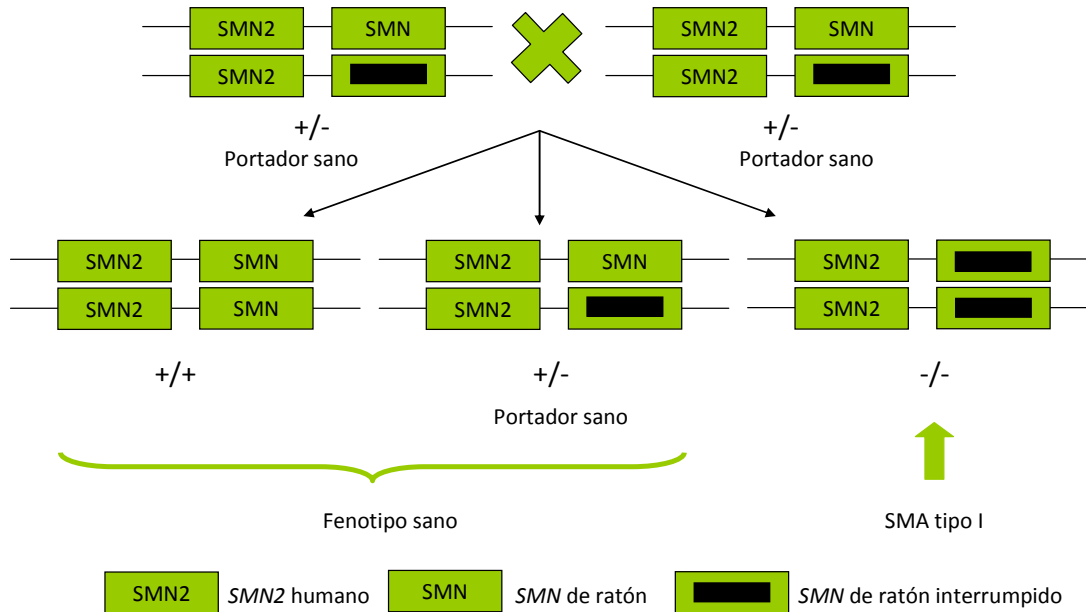 SMN2 SMN SMN2 SMN
SMN2 SMN2
+/- +/-
Portador sano Portador sano
SMN2 SMN SMN2 SMN SMN2
SMN2 SMN SMN2 SMN2
+/+ +/- -/-
Portador sano
Fenotipo sano SMA tipo I
SMN2 SMN2 humano SMN SMN de ratón SMN de ratón interrumpido